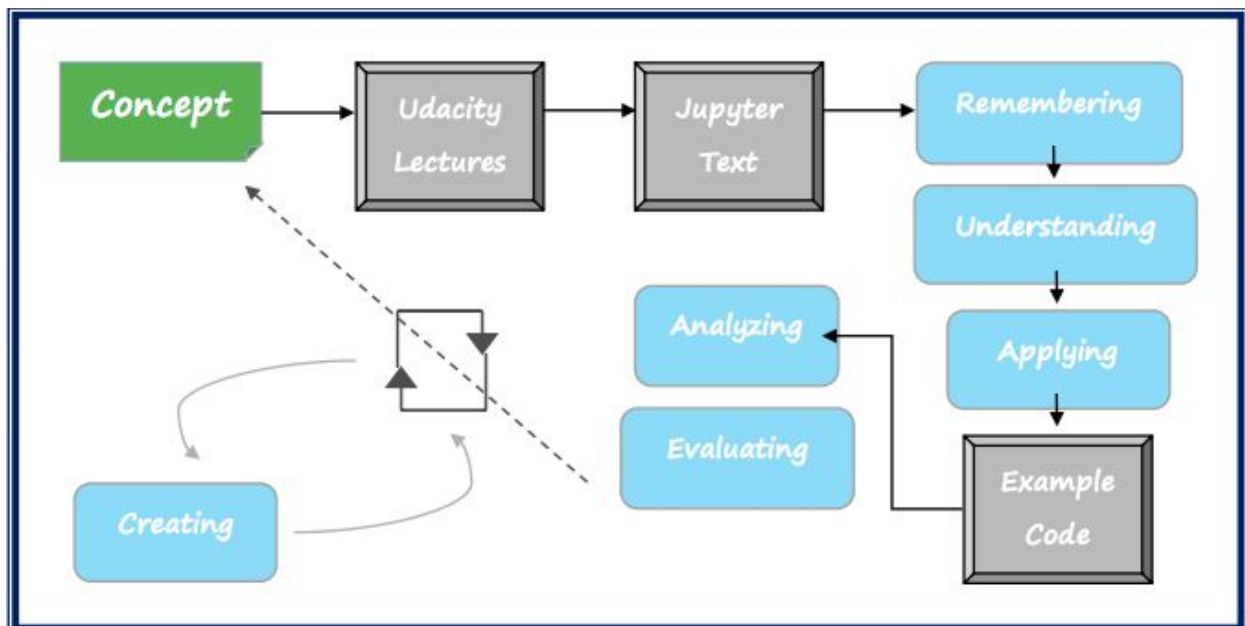 Concept
Udacity
Lectures
Jupyter
Text
Remembering
Understanding
Applying
Example
Code
Analyzing
Evaluating
Creating